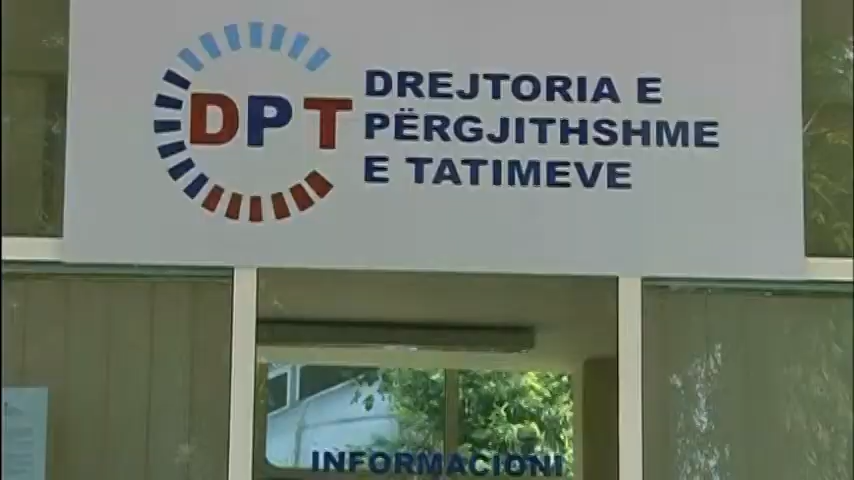 DPT
DREJTORIA E
PËRGJITHSHME
E TATIMEVE
INFORMACIONI